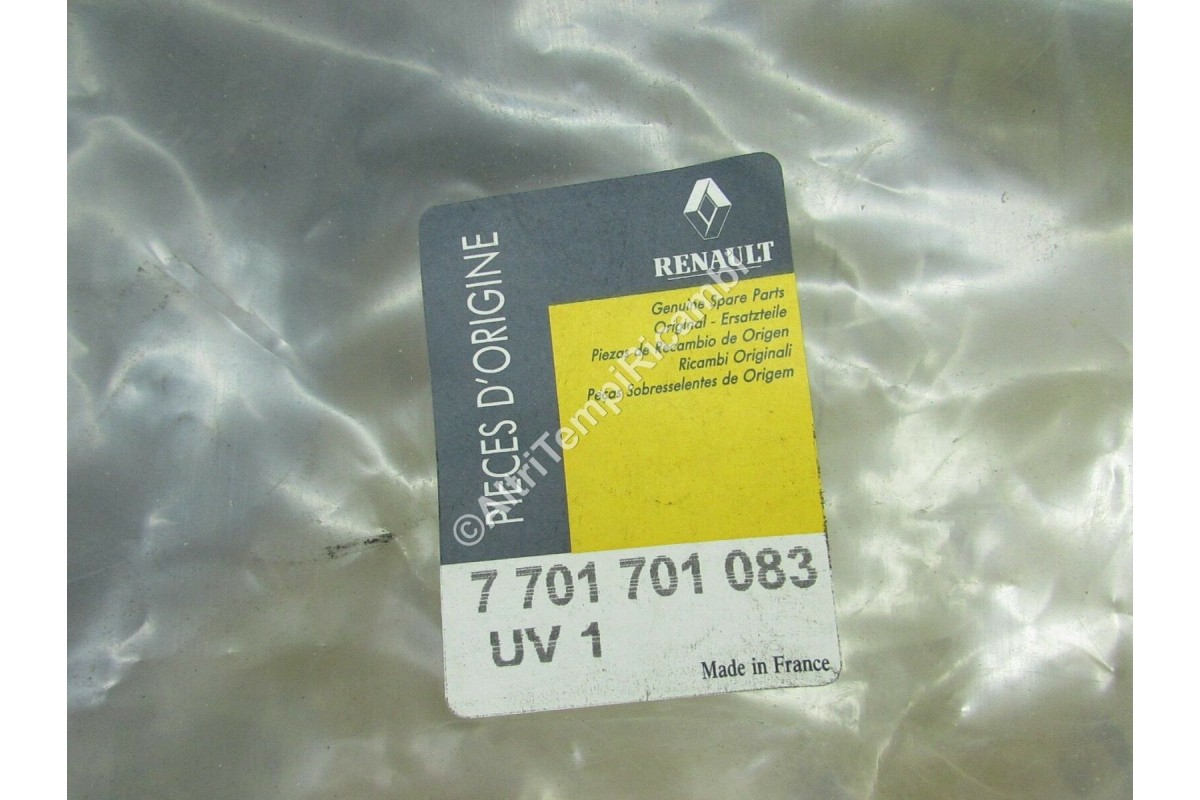 PIECES D'ORIGINE
RENAULT
Genuine Spare Parts
Original - Ersatzteile
Piezas de Recambio de Origen
Ricambi Originali
Peças Sobresselentes de Origem
7 701 701 083
UV 1
Made in France
©AltriTempiRicambi